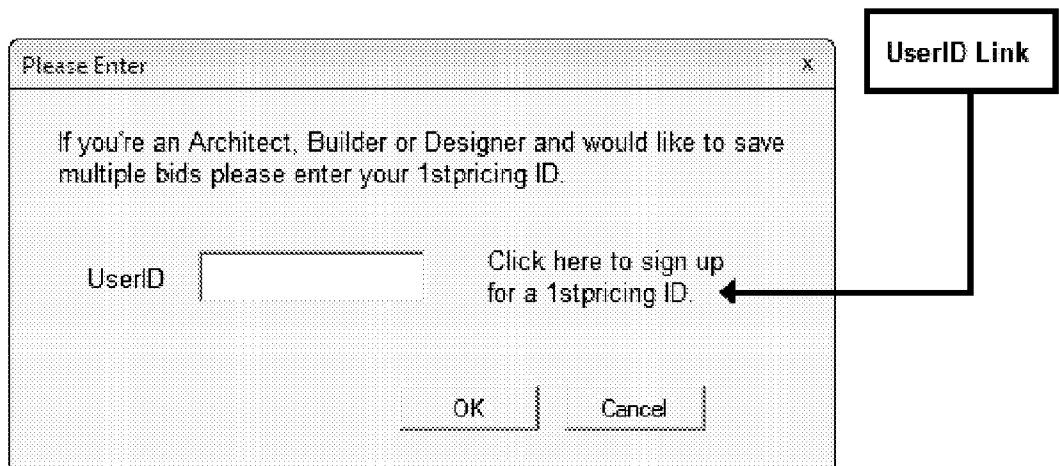 Please Enter x
UserID Link
If you're an Architect, Builder or Designer and would like to save
multiple bids please enter your 1stpricing ID.
UserID
Click here to sign up
for a 1stpricing ID.
OK Cancel